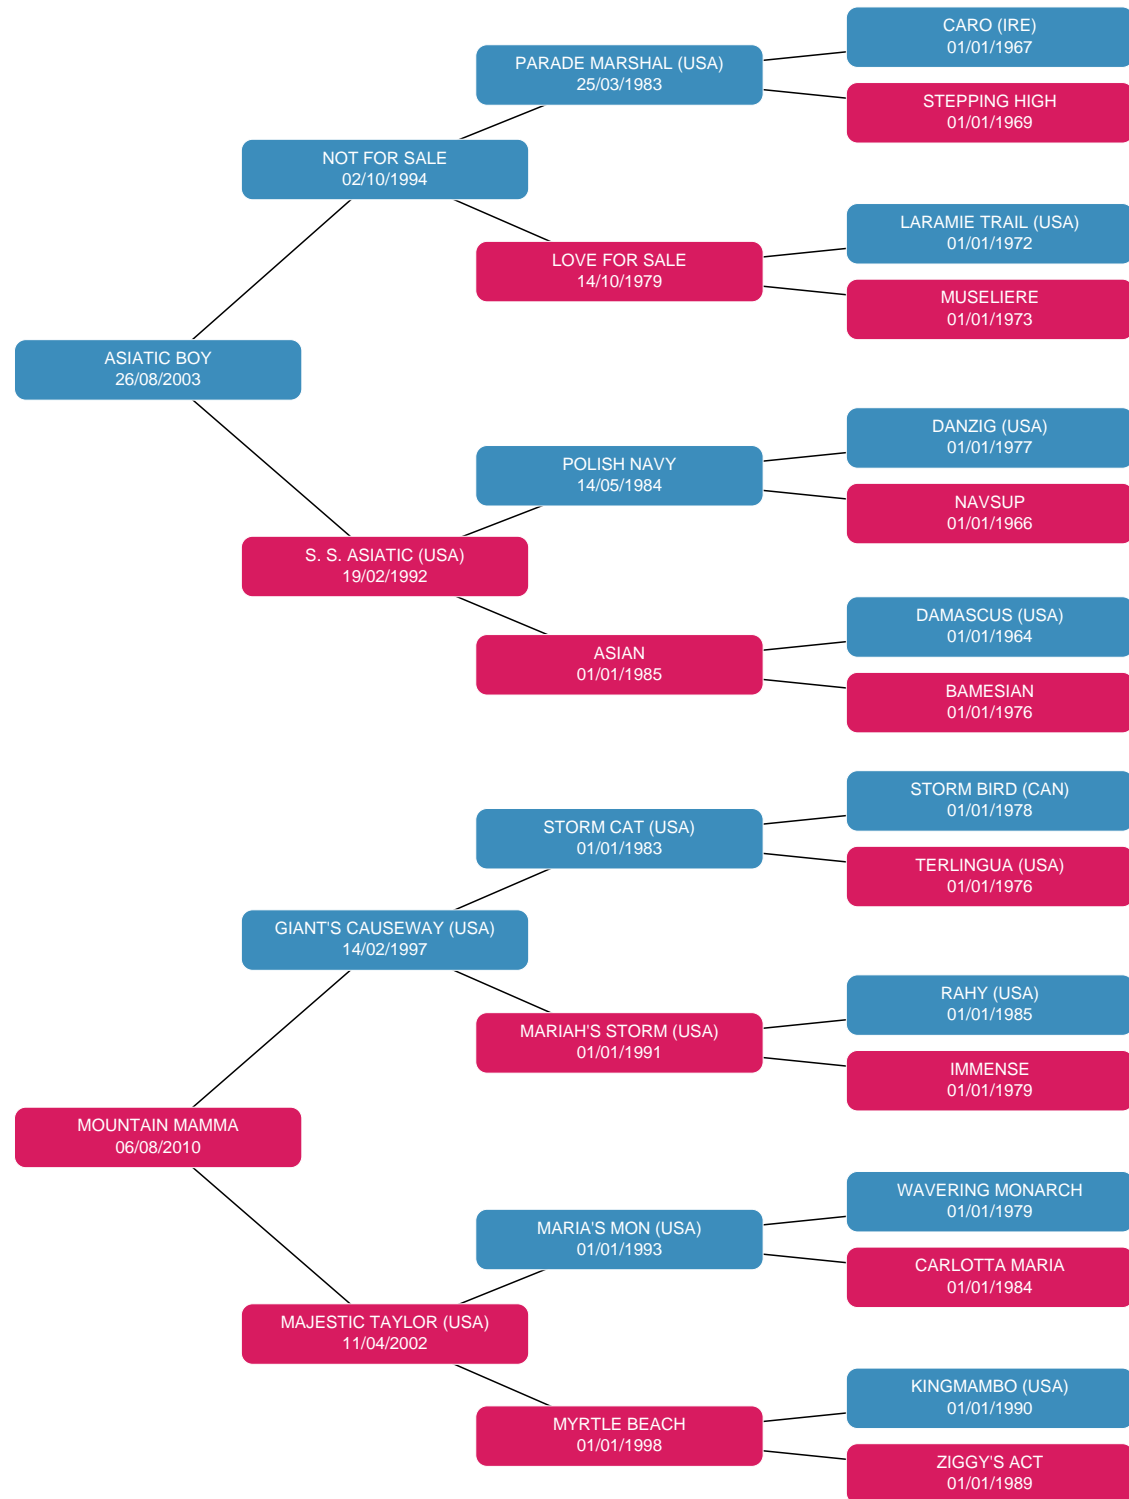 CARO (IRE)
01/01/1967
PARADE MARSHAL (USA)
25/03/1983
STEPPING HIGH
01/01/1969
NOT FOR SALE
02/10/1994
LARAMIE TRAIL (USA)
01/01/1972
LOVE FOR SALE
14/10/1979
MUSELIERE
01/01/1973
ASIATIC BOY
26/08/2003
DANZIG (USA)
01/01/1977
POLISH NAVY
14/05/1984
NAVSUP
01/01/1966
S. S. ASIATIC (USA)
19/02/1992
DAMASCUS (USA)
01/01/1964
ASIAN
01/01/1985
BAMESIAN
01/01/1976
STORM BIRD (CAN)
01/01/1978
STORM CAT (USA)
01/01/1983
TERLINGUA (USA)
01/01/1976
GIANT'S CAUSEWAY (USA)
14/02/1997
RAHY (USA)
01/01/1985
MARIAH'S STORM (USA)
01/01/1991
IMMENSE
01/01/1979
MOUNTAIN MAMMA
06/08/2010
WAVERING MONARCH
01/01/1979
MARIA'S MON (USA)
01/01/1993
CARLOTTA MARIA
01/01/1984
MAJESTIC TAYLOR (USA)
11/04/2002
KINGMAMBO (USA)
01/01/1990
MYRTLE BEACH
01/01/1998
ZIGGY'S ACT
01/01/1989